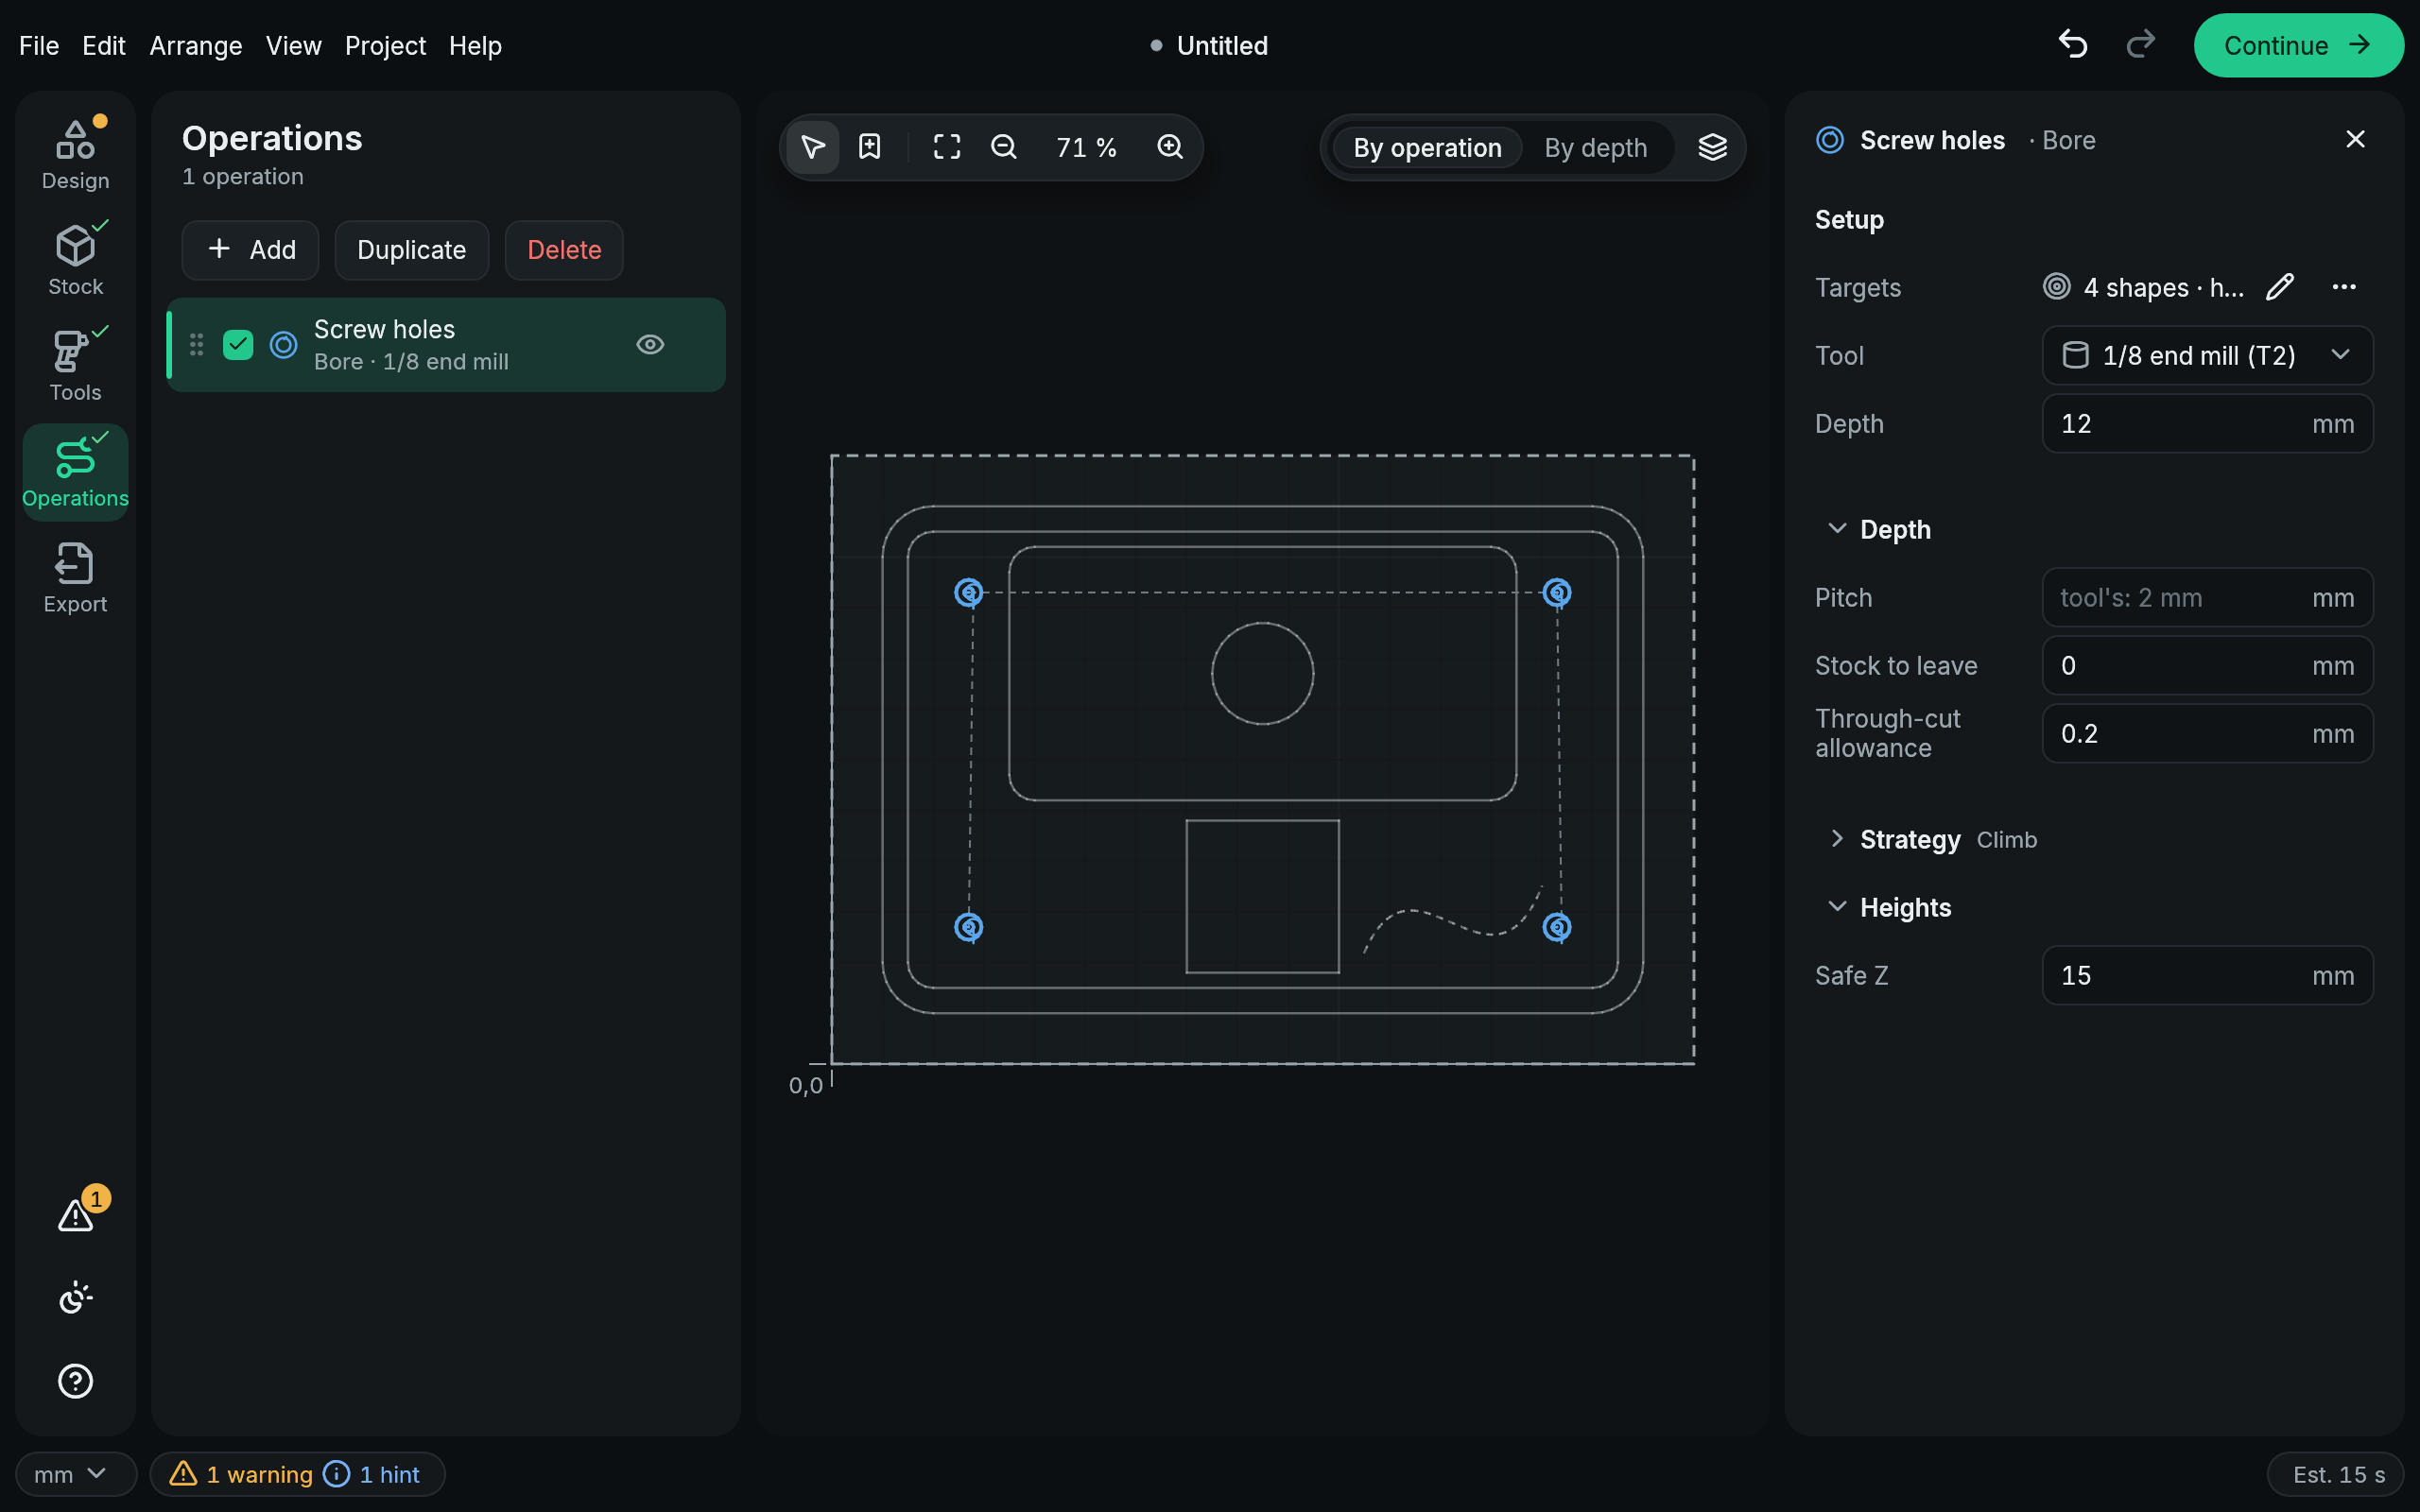 File Edit Arrange View Project Help
Untitled
Continue
Design
Stock
Tools
Operations
Export
1
Operations
1 operation
Add Duplicate Delete
Screw holes
Bore · 1/8 end mill
71 %
By operation By depth
0,0
Screw holes · Bore
Setup
Targets 4 shapes · h...
Tool 1/8 end mill (T2)
Depth 12 mm
Depth
Pitch tool's: 2 mm mm
Stock to leave 0 mm
Through-cut
allowance 0.2 mm
Strategy Climb
Heights
Safe Z 15 mm
mm
1 warning 1 hint
Est. 15 s